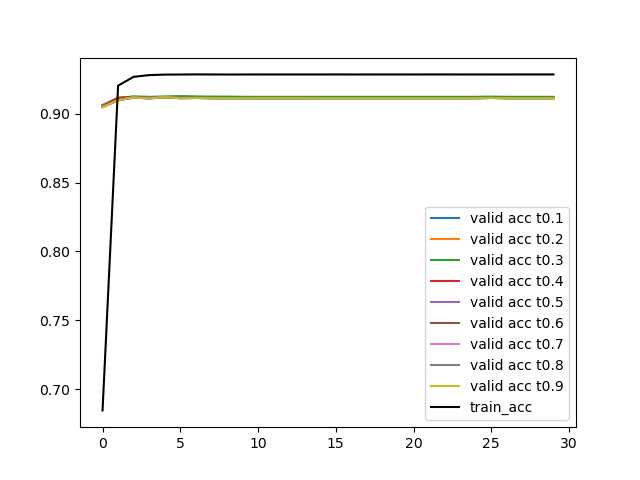 0.90
0.85
0.80
0.75
0.70
0
5
10
15
20
25
30
valid acc t0.1
valid acc t0.2
valid acc t0.3
valid acc t0.4
valid acc t0.5
valid acc t0.6
valid acc t0.7
valid acc t0.8
valid acc t0.9
train_acc